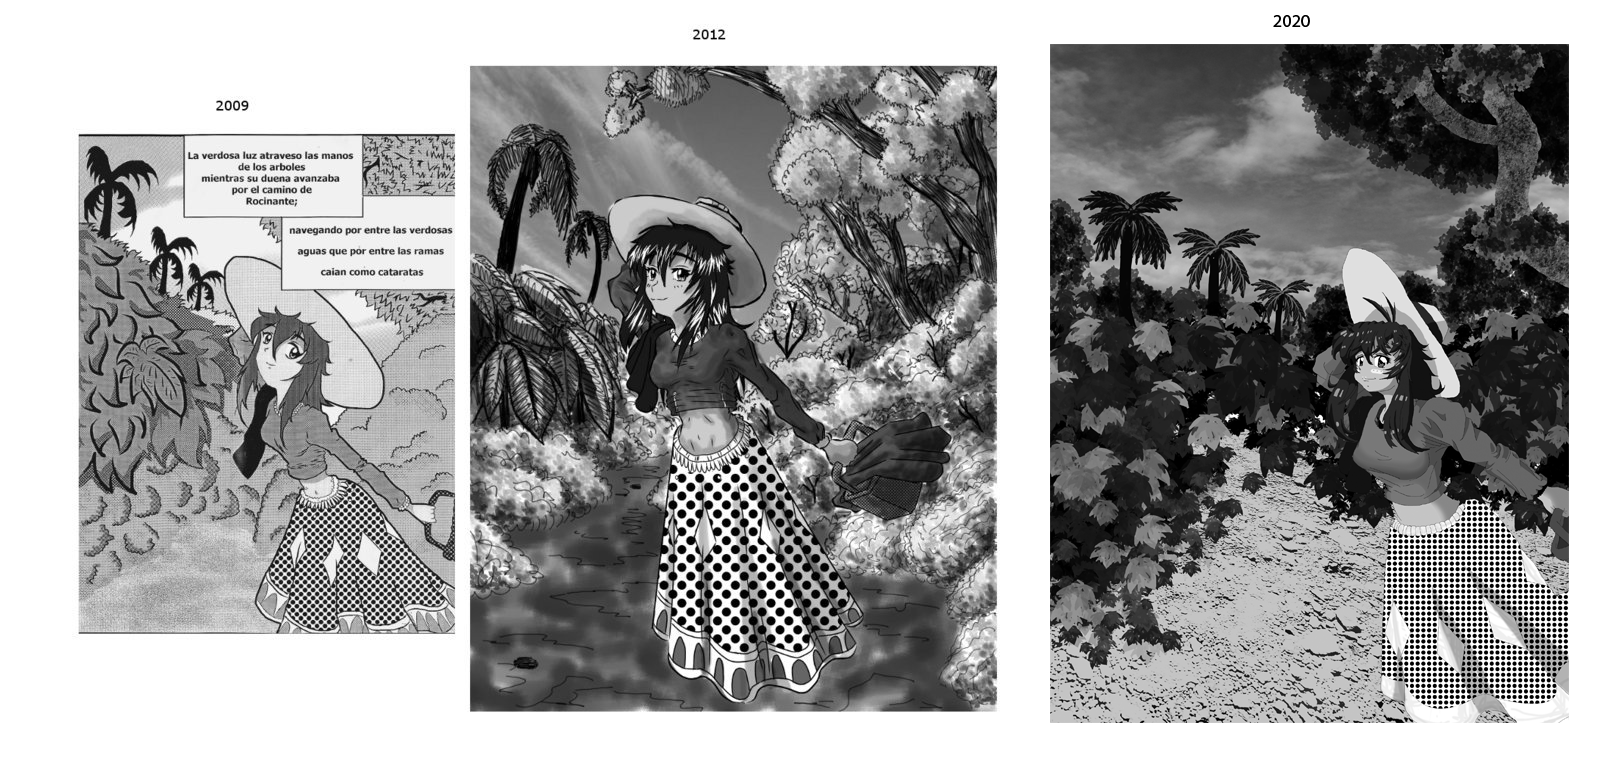 2009
La verdosa luz atraveso las manos
de los arboles
mientras su duena avanzaba
por el camino de
Rocinante;
navegando por entre las verdosas
aguas que por entre las ramas
caian como cataratas
2012
2020